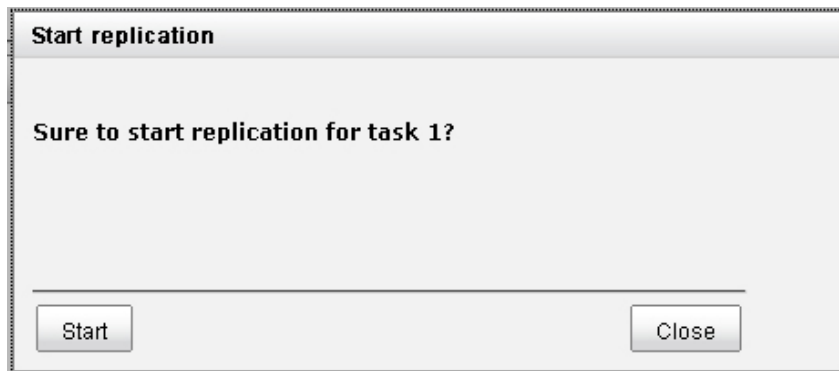 Start replication
Sure to start replication for task 1?
Start
Close